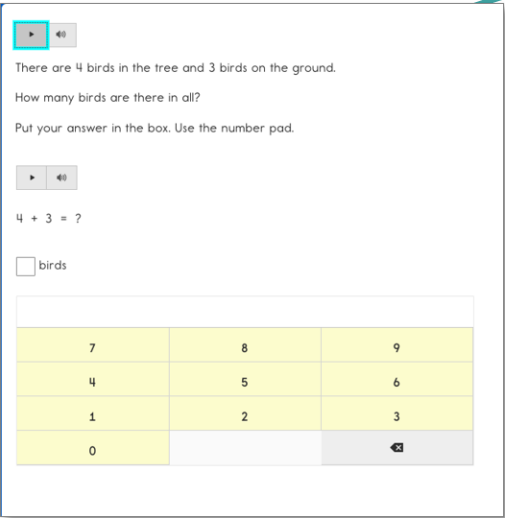 There are 4 birds in the tree and 3 birds on the ground.
How many birds are there in all?
Put your answer in the box. Use the number pad.
4 + 3 = ?
birds
7 8 9
4 5 6
1 2 3
0